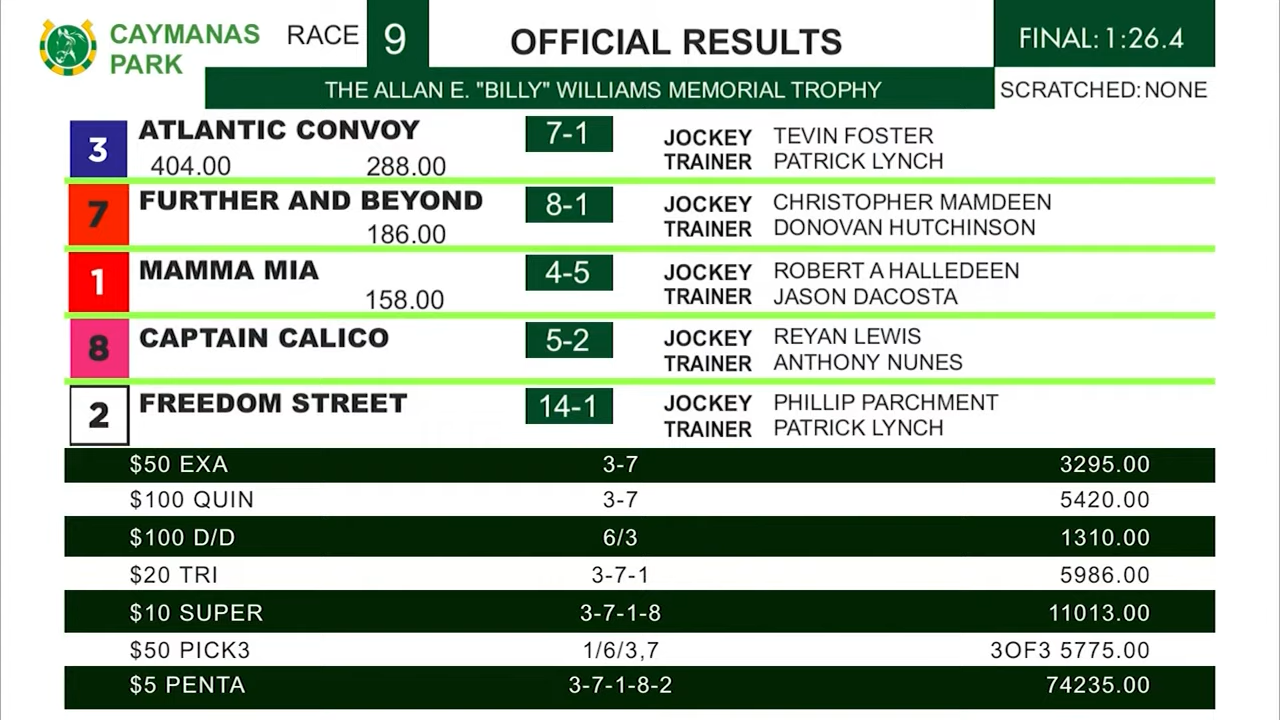 CAYMANAS PARK
RACE 9
OFFICIAL RESULTS
FINAL: 1:26.4
THE ALLAN E. "BILLY" WILLIAMS MEMORIAL TROPHY
SCRATCHED: NONE
3 ATLANTIC CONVOY 7-1 JOCKEY TEVIN FOSTER
404.00 288.00 TRAINER PATRICK LYNCH
7 FURTHER AND BEYOND 8-1 JOCKEY CHRISTOPHER MAMDEEN
186.00 TRAINER DONOVAN HUTCHINSON
1 MAMMA MIA 4-5 JOCKEY ROBERT A HALLEDEEN
158.00 TRAINER JASON DACOSTA
8 CAPTAIN CALICO 5-2 JOCKEY REYAN LEWIS
TRAINER ANTHONY NUNES
2 FREEDOM STREET 14-1 JOCKEY PHILLIP PARCHMENT
TRAINER PATRICK LYNCH
$50 EXA 3-7 3295.00
$100 QUIN 3-7 5420.00
$100 D/D 6/3 1310.00
$20 TRI 3-7-1 5986.00
$10 SUPER 3-7-1-8 11013.00
$50 PICK3 1/6/3,7 3OF3 5775.00
$5 PENTA 3-7-1-8-2 74235.00